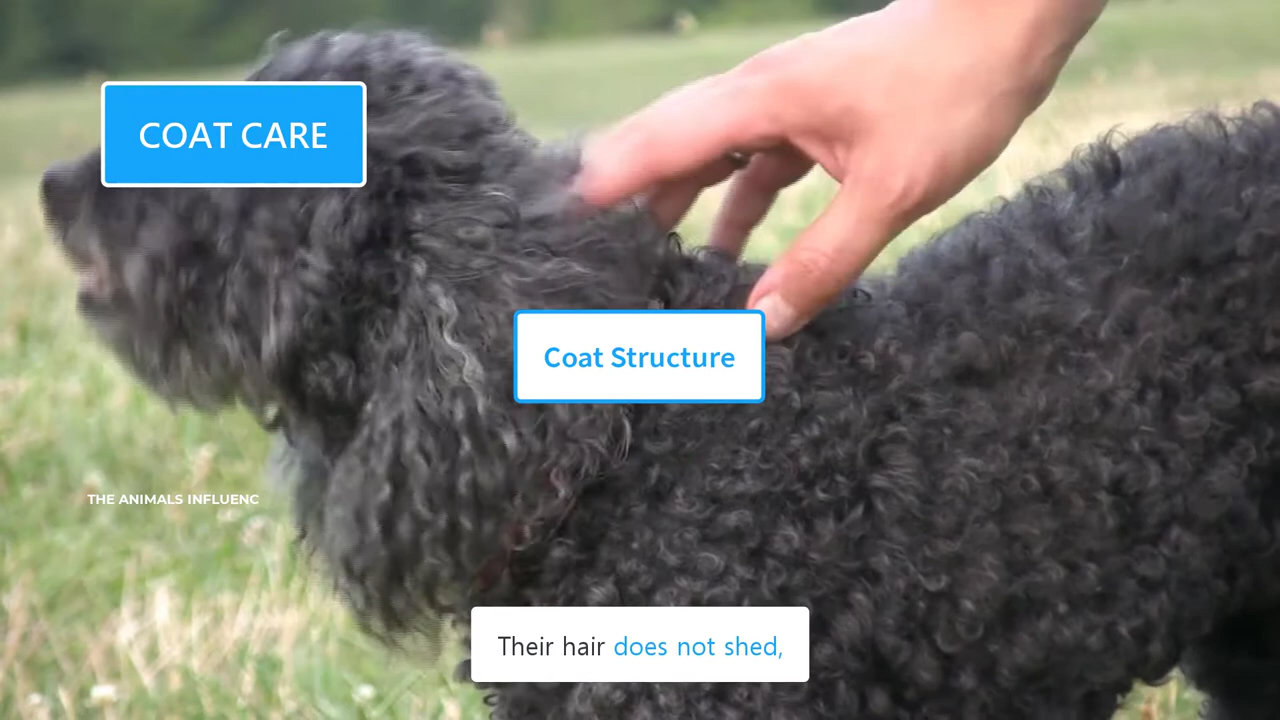 COAT CARE
Coat Structure
THE ANIMALS INFLUENC
Their hair does not shed,